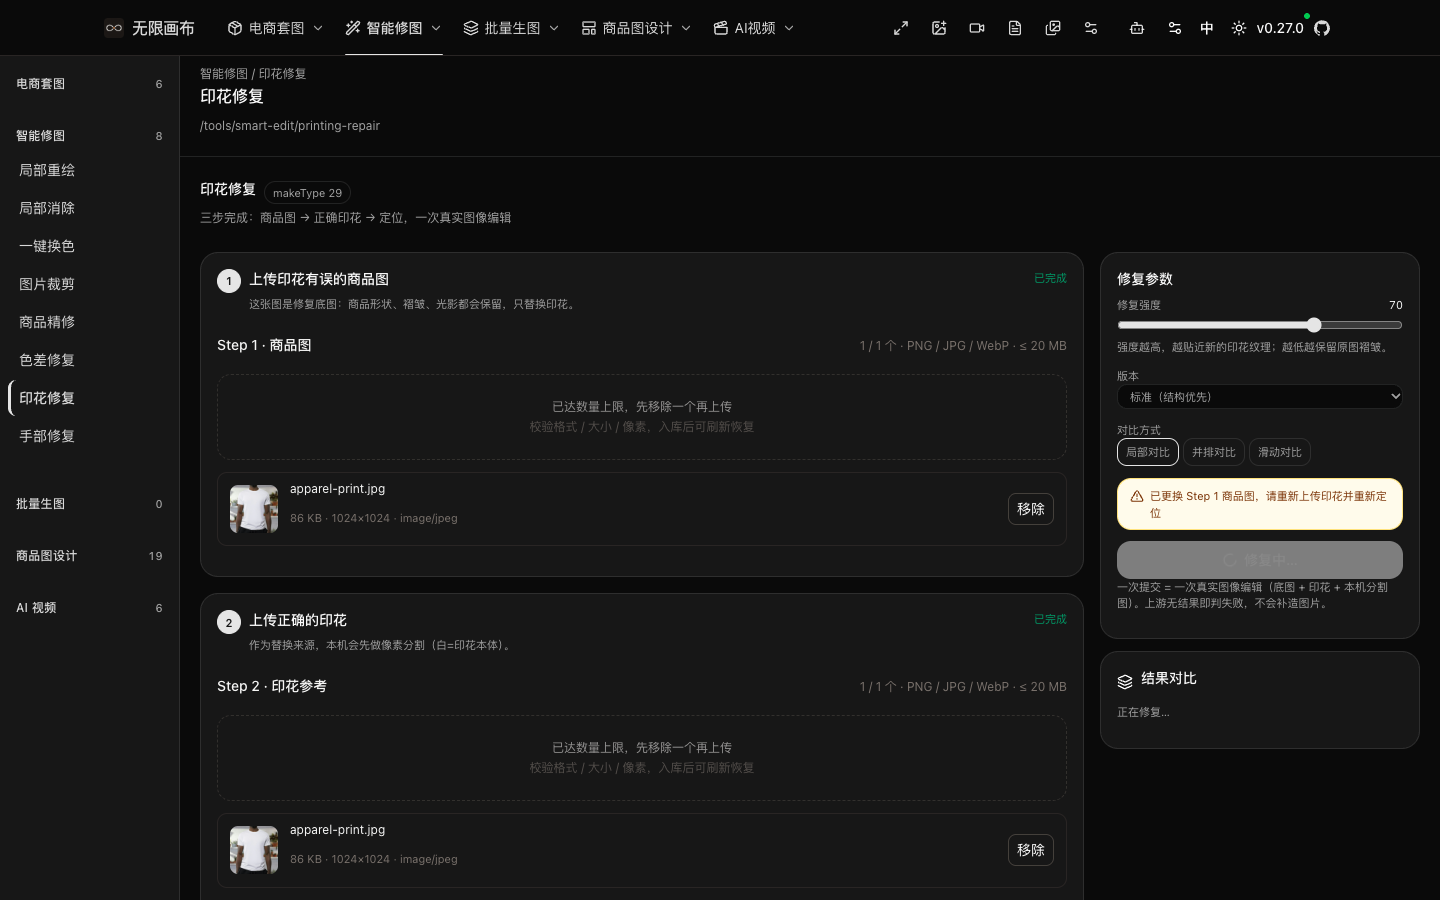 无限画布
电商套图
智能修图
批量生图
商品图设计
AI视频
中
v0.27.0
电商套图 6
智能修图 8
局部重绘
局部消除
一键换色
图片裁剪
商品精修
色差修复
印花修复
手部修复
批量生图 0
商品图设计 19
AI 视频 6
智能修图 / 印花修复
印花修复
/tools/smart-edit/printing-repair
印花修复 makeType 29
三步完成：商品图 → 正确印花 → 定位，一次真实图像编辑
1 上传印花有误的商品图 已完成
这张图是修复底图：商品形状、褶皱、光影都会保留，只替换印花。
Step 1 · 商品图 1 / 1 个 · PNG / JPG / WebP · ≤ 20 MB
已达数量上限，先移除一个再上传
校验格式 / 大小 / 像素，入库后可刷新恢复
apparel-print.jpg
86 KB · 1024×1024 · image/jpeg
移除
2 上传正确的印花 已完成
作为替换来源，本机会先做像素分割（白=印花本体）。
Step 2 · 印花参考 1 / 1 个 · PNG / JPG / WebP · ≤ 20 MB
已达数量上限，先移除一个再上传
校验格式 / 大小 / 像素，入库后可刷新恢复
apparel-print.jpg
86 KB · 1024×1024 · image/jpeg
移除
修复参数
修复强度 70
强度越高，越贴近新的印花纹理；越低越保留原图褶皱。
版本
标准（结构优先）
对比方式
局部对比 并排对比 滑动对比
已更换 Step 1 商品图，请重新上传印花并重新定
位
修复中…
一次提交 = 一次真实图像编辑（底图 + 印花 + 本机分割
图）。上游无结果即判失败，不会补造图片。
结果对比
正在修复…